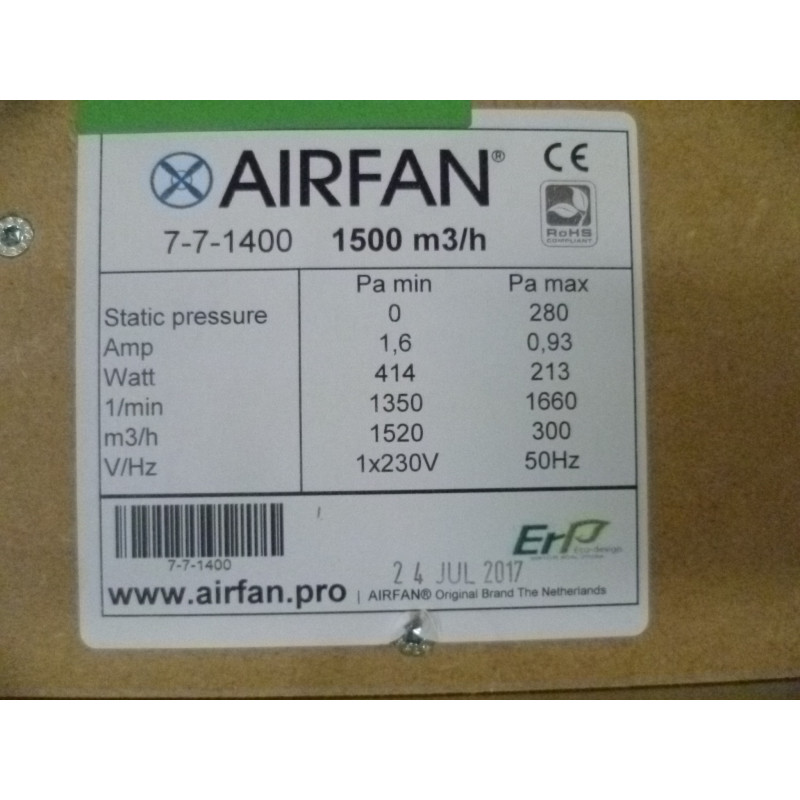 AIRFAN® CE
7-7-1400 1500 m3/h
RoHS
COMPLIANT
Pa min Pa max
Static pressure 0 280
Amp 1,6 0,93
Watt 414 213
1/min 1350 1660
m3/h 1520 300
V/Hz 1x230V 50Hz
ErP
Eco-design
7-7-1400
24 JUL 2017
www.airfan.pro | AIRFAN® Original Brand The Netherlands